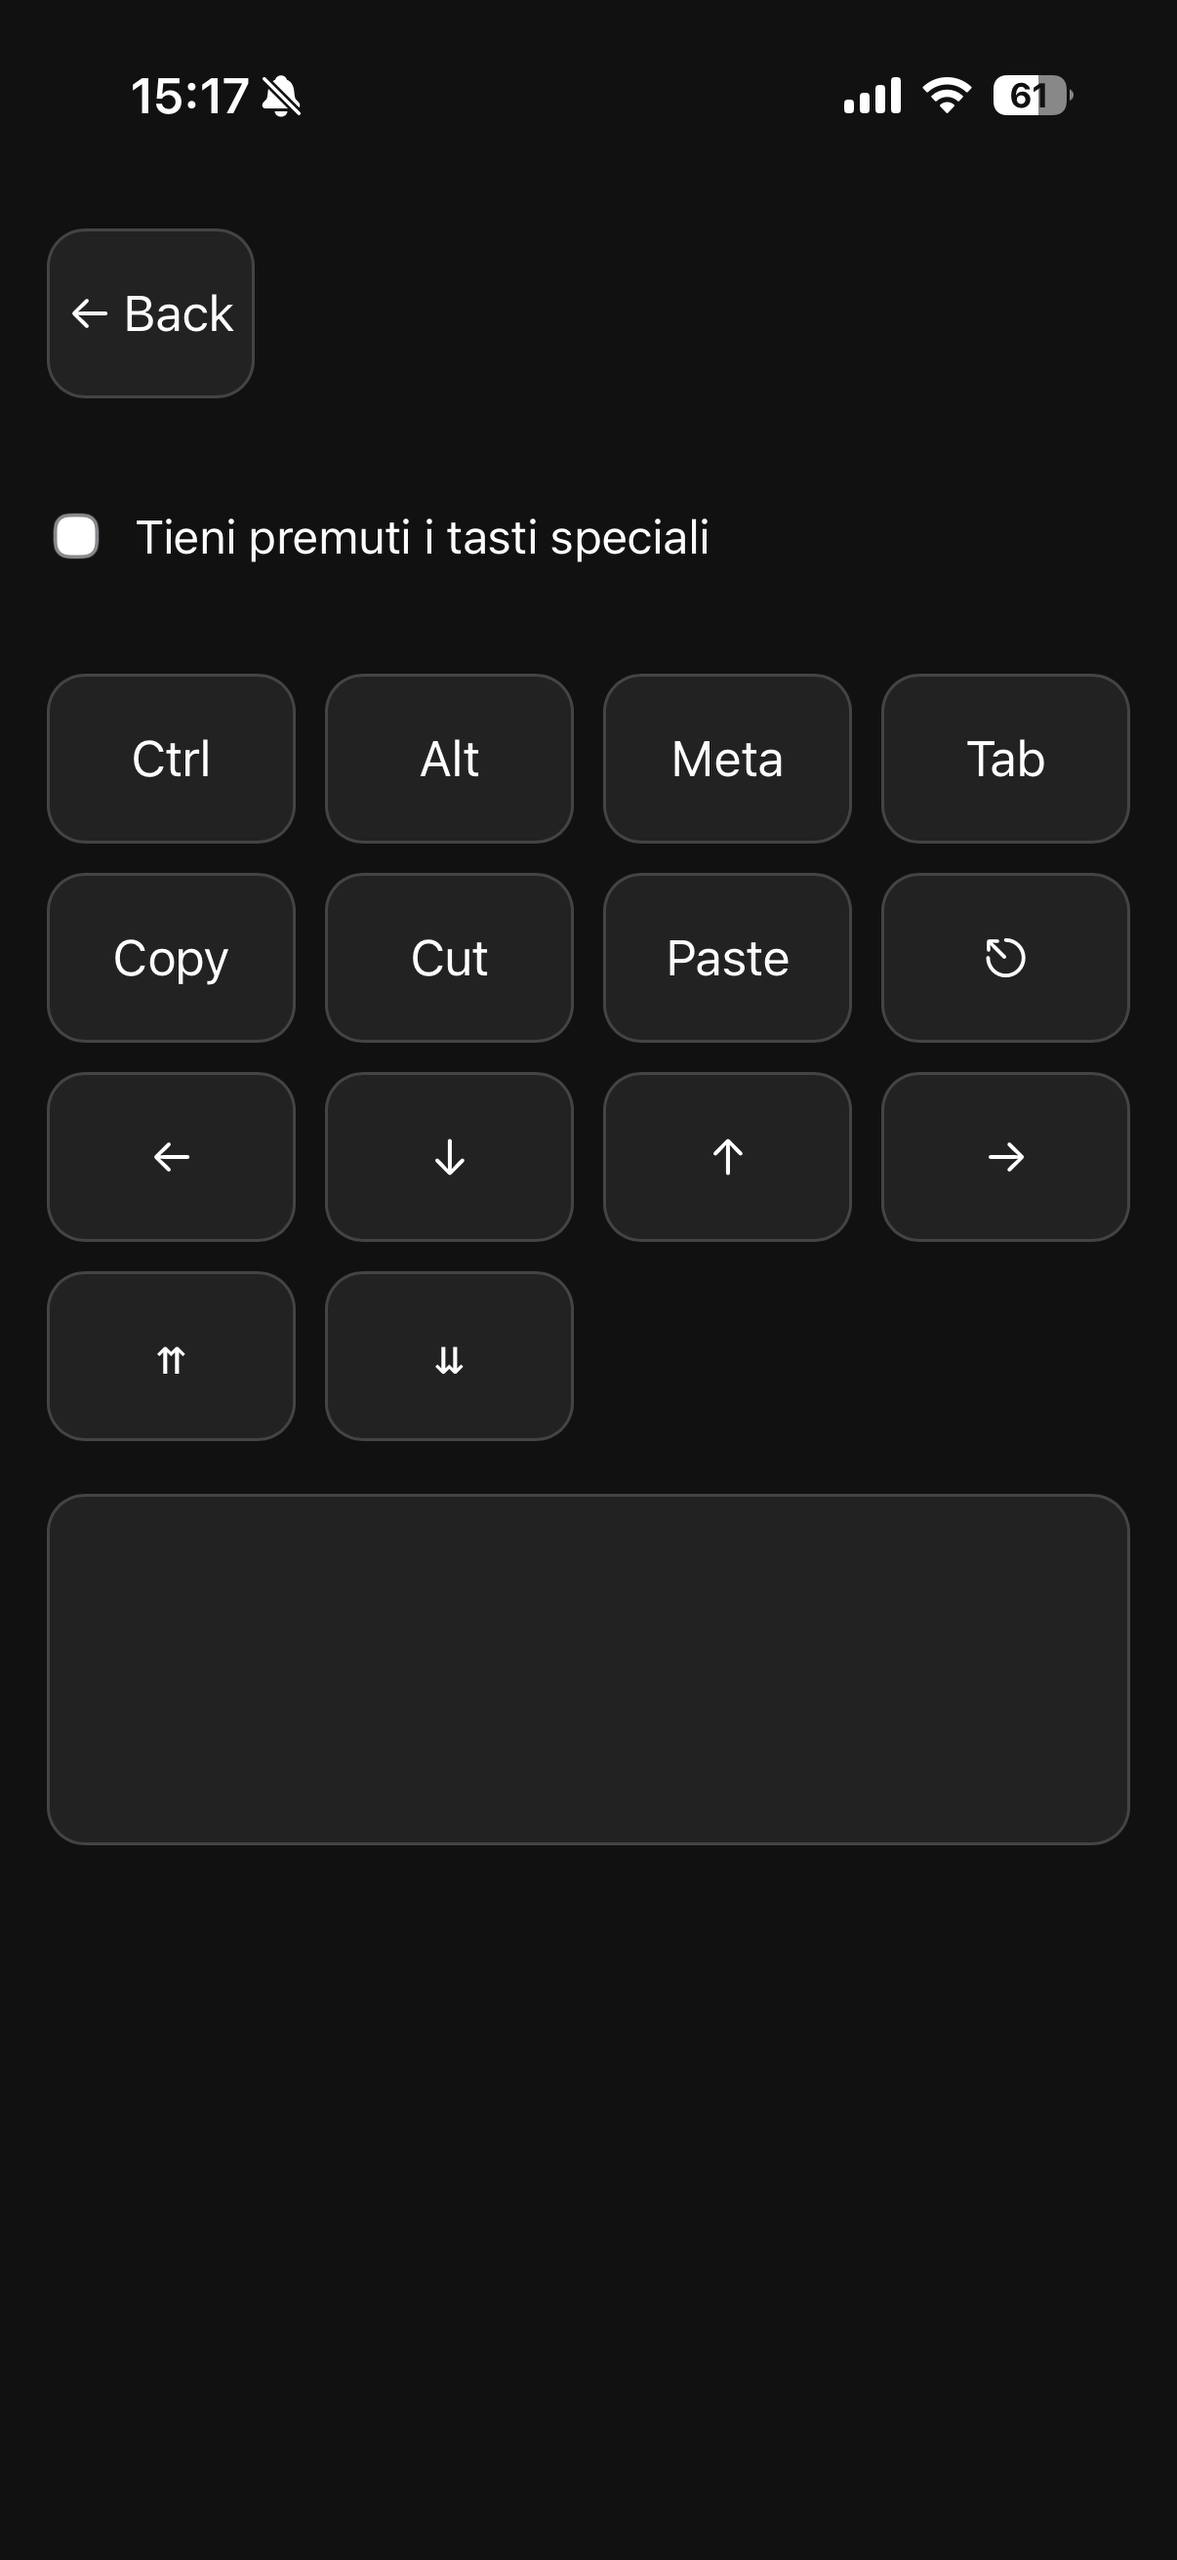 15:17 61
← Back
Tieni premuti i tasti speciali
Ctrl Alt Meta Tab
Copy Cut Paste ⎋
← ↓ ↑ →
⇈ ⇊